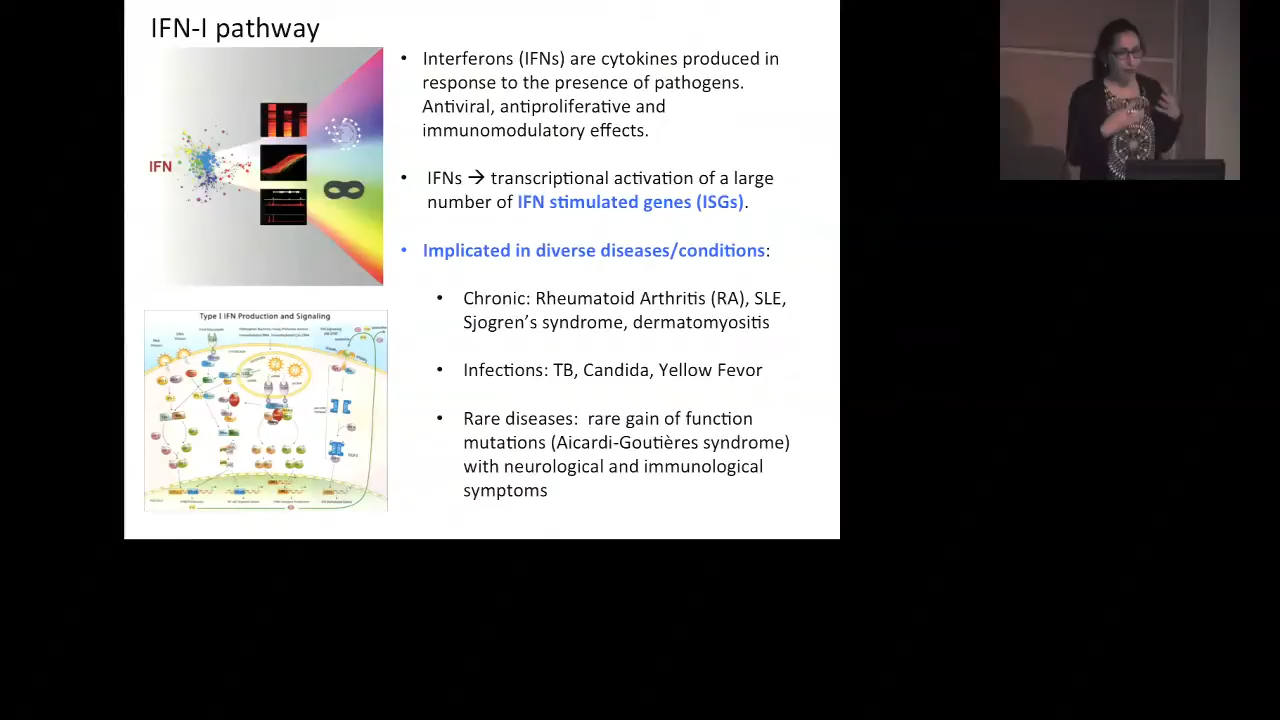 IFN-I pathway
IFN
• Interferons (IFNs) are cytokines produced in
response to the presence of pathogens.
Antiviral, antiproliferative and
immunomodulatory effects.
• IFNs → transcriptional activation of a large
number of IFN stimulated genes (ISGs).
• Implicated in diverse diseases/conditions:
• Chronic: Rheumatoid Arthritis (RA), SLE,
Sjogren's syndrome, dermatomyositis
• Infections: TB, Candida, Yellow Fevor
• Rare diseases: rare gain of function
mutations (Aicardi-Goutières syndrome)
with neurological and immunological
symptoms
Type I IFN Production and Signaling